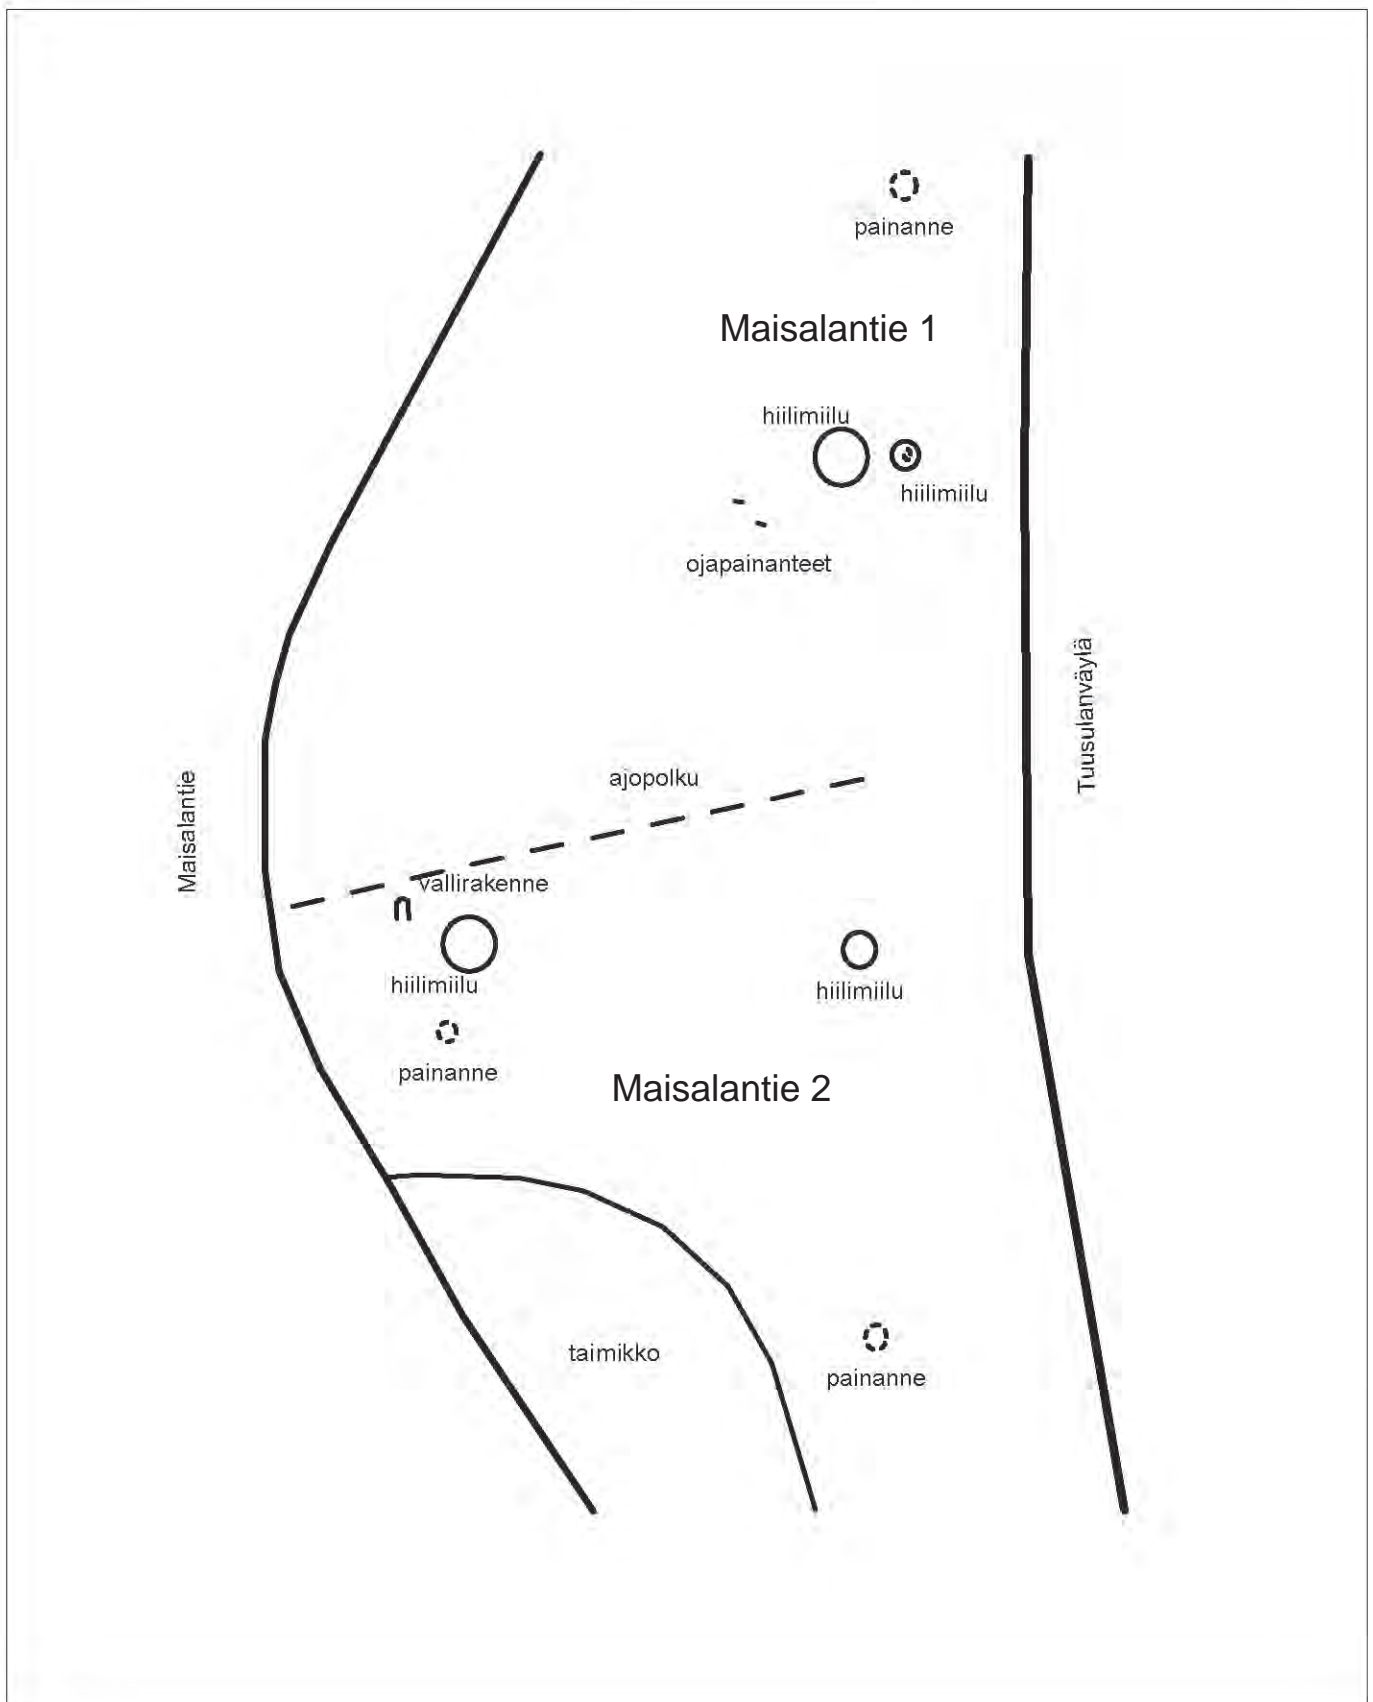 painanne
Maisalantie 1
hiilimiilu
hiilimiilu
ojapainanteet
Tuusulanväylä
Maisalantie
ajopolku
vallirakenne
hiilimiilu
hiilimiilu
painanne
Maisalantie 2
taimikko
painanne